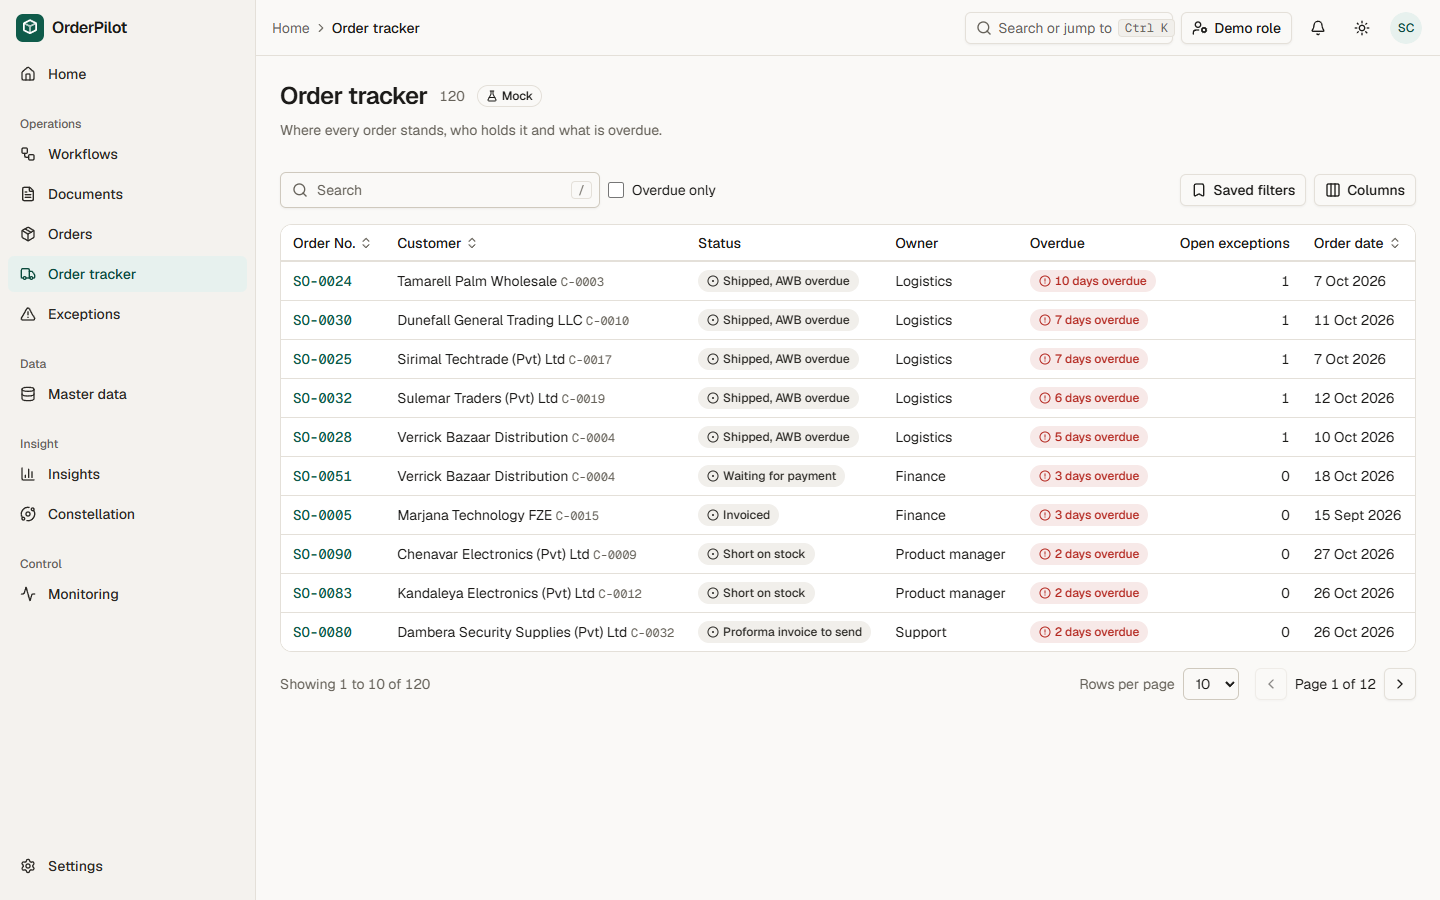 OrderPilot
Home
Operations
Workflows
Documents
Orders
Order tracker
Exceptions
Data
Master data
Insight
Insights
Constellation
Control
Monitoring
Settings
Home > Order tracker
Search or jump to Ctrl K
Demo role
SC
Order tracker 120 Mock
Where every order stands, who holds it and what is overdue.
Search /
Overdue only
Saved filters
Columns
Order No. Customer Status Owner Overdue Open exceptions Order date
SO-0024 Tamarell Palm Wholesale C-0003 Shipped, AWB overdue Logistics 10 days overdue 1 7 Oct 2026
SO-0030 Dunefall General Trading LLC C-0010 Shipped, AWB overdue Logistics 7 days overdue 1 11 Oct 2026
SO-0025 Sirimal Techtrade (Pvt) Ltd C-0017 Shipped, AWB overdue Logistics 7 days overdue 1 7 Oct 2026
SO-0032 Sulemar Traders (Pvt) Ltd C-0019 Shipped, AWB overdue Logistics 6 days overdue 1 12 Oct 2026
SO-0028 Verrick Bazaar Distribution C-0004 Shipped, AWB overdue Logistics 5 days overdue 1 10 Oct 2026
SO-0051 Verrick Bazaar Distribution C-0004 Waiting for payment Finance 3 days overdue 0 18 Oct 2026
SO-0005 Marjana Technology FZE C-0015 Invoiced Finance 3 days overdue 0 15 Sept 2026
SO-0090 Chenavar Electronics (Pvt) Ltd C-0009 Short on stock Product manager 2 days overdue 0 27 Oct 2026
SO-0083 Kandaleya Electronics (Pvt) Ltd C-0012 Short on stock Product manager 2 days overdue 0 26 Oct 2026
SO-0080 Dambera Security Supplies (Pvt) Ltd C-0032 Proforma invoice to send Support 2 days overdue 0 26 Oct 2026
Showing 1 to 10 of 120
Rows per page 10
Page 1 of 12